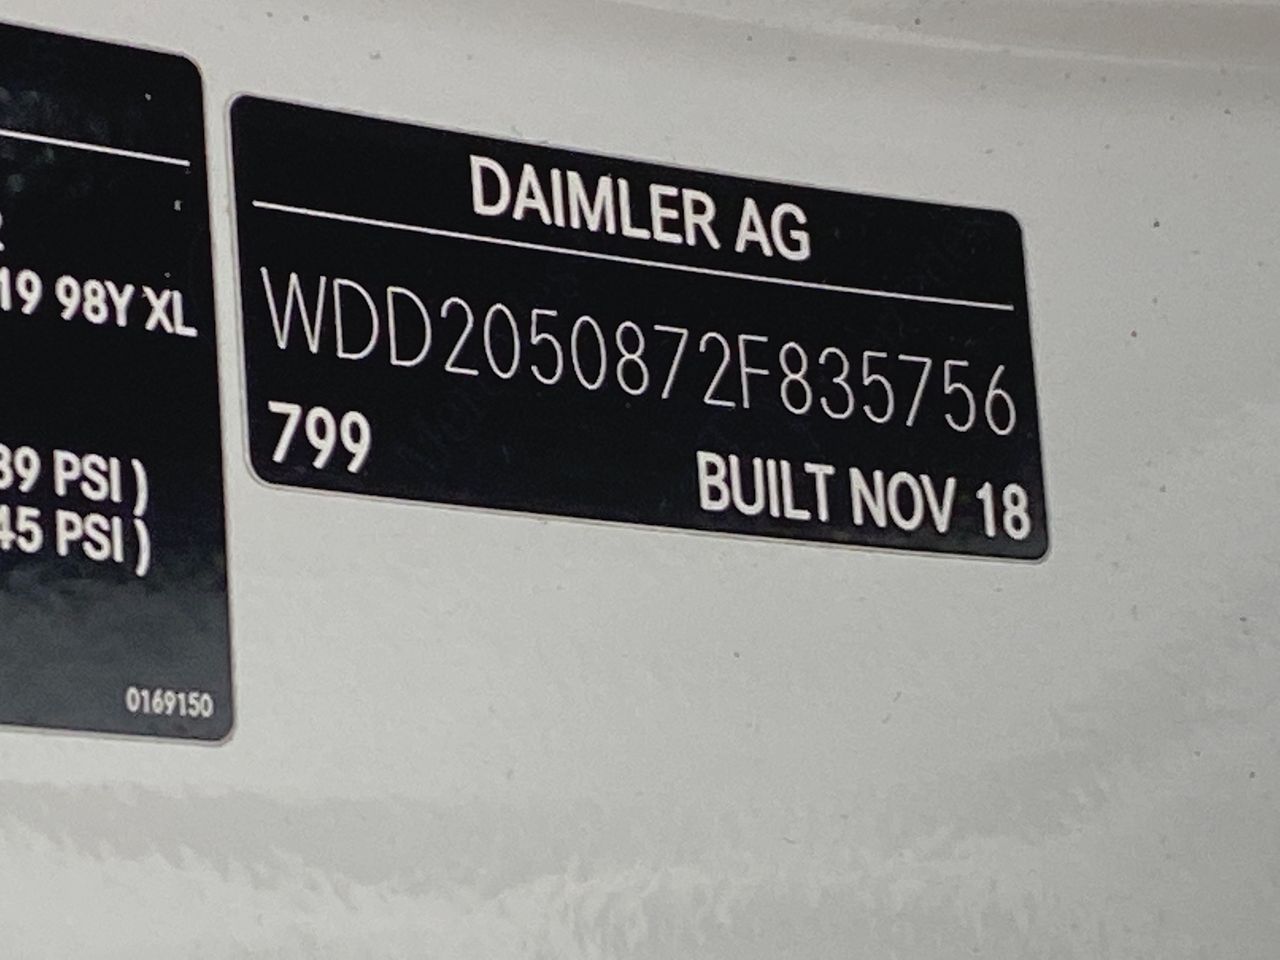 19 98Y XL
39 PSI )
45 PSI )
0169150
DAIMLER AG
WDD2050872F835756
799
BUILT NOV 18